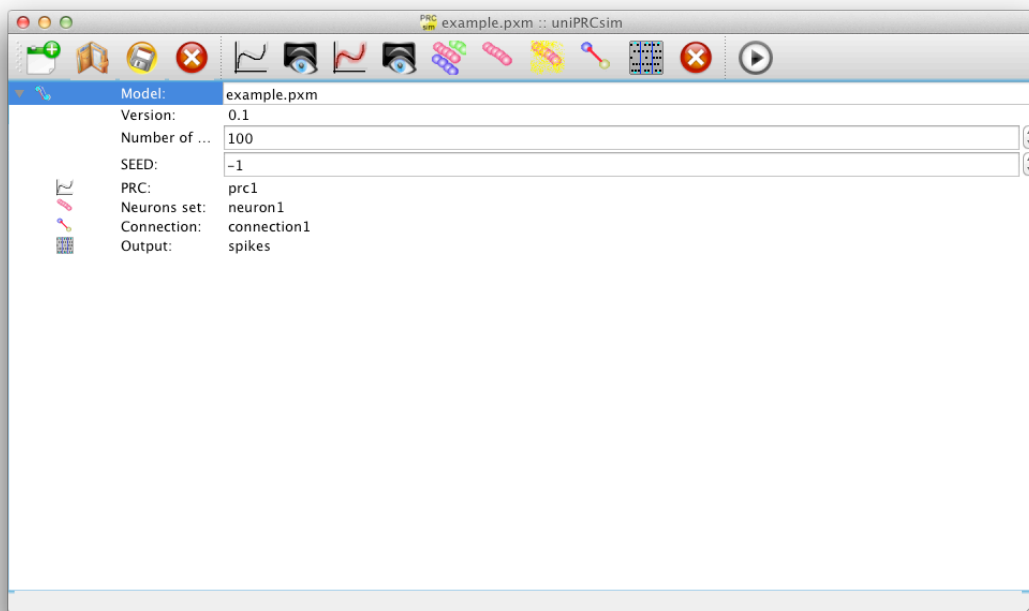 PRC sim example.pxm :: uniPRCsim
Model: example.pxm
Version: 0.1
Number of ... 100
SEED: -1
PRC: prc1
Neurons set: neuron1
Connection: connection1
Output: spikes